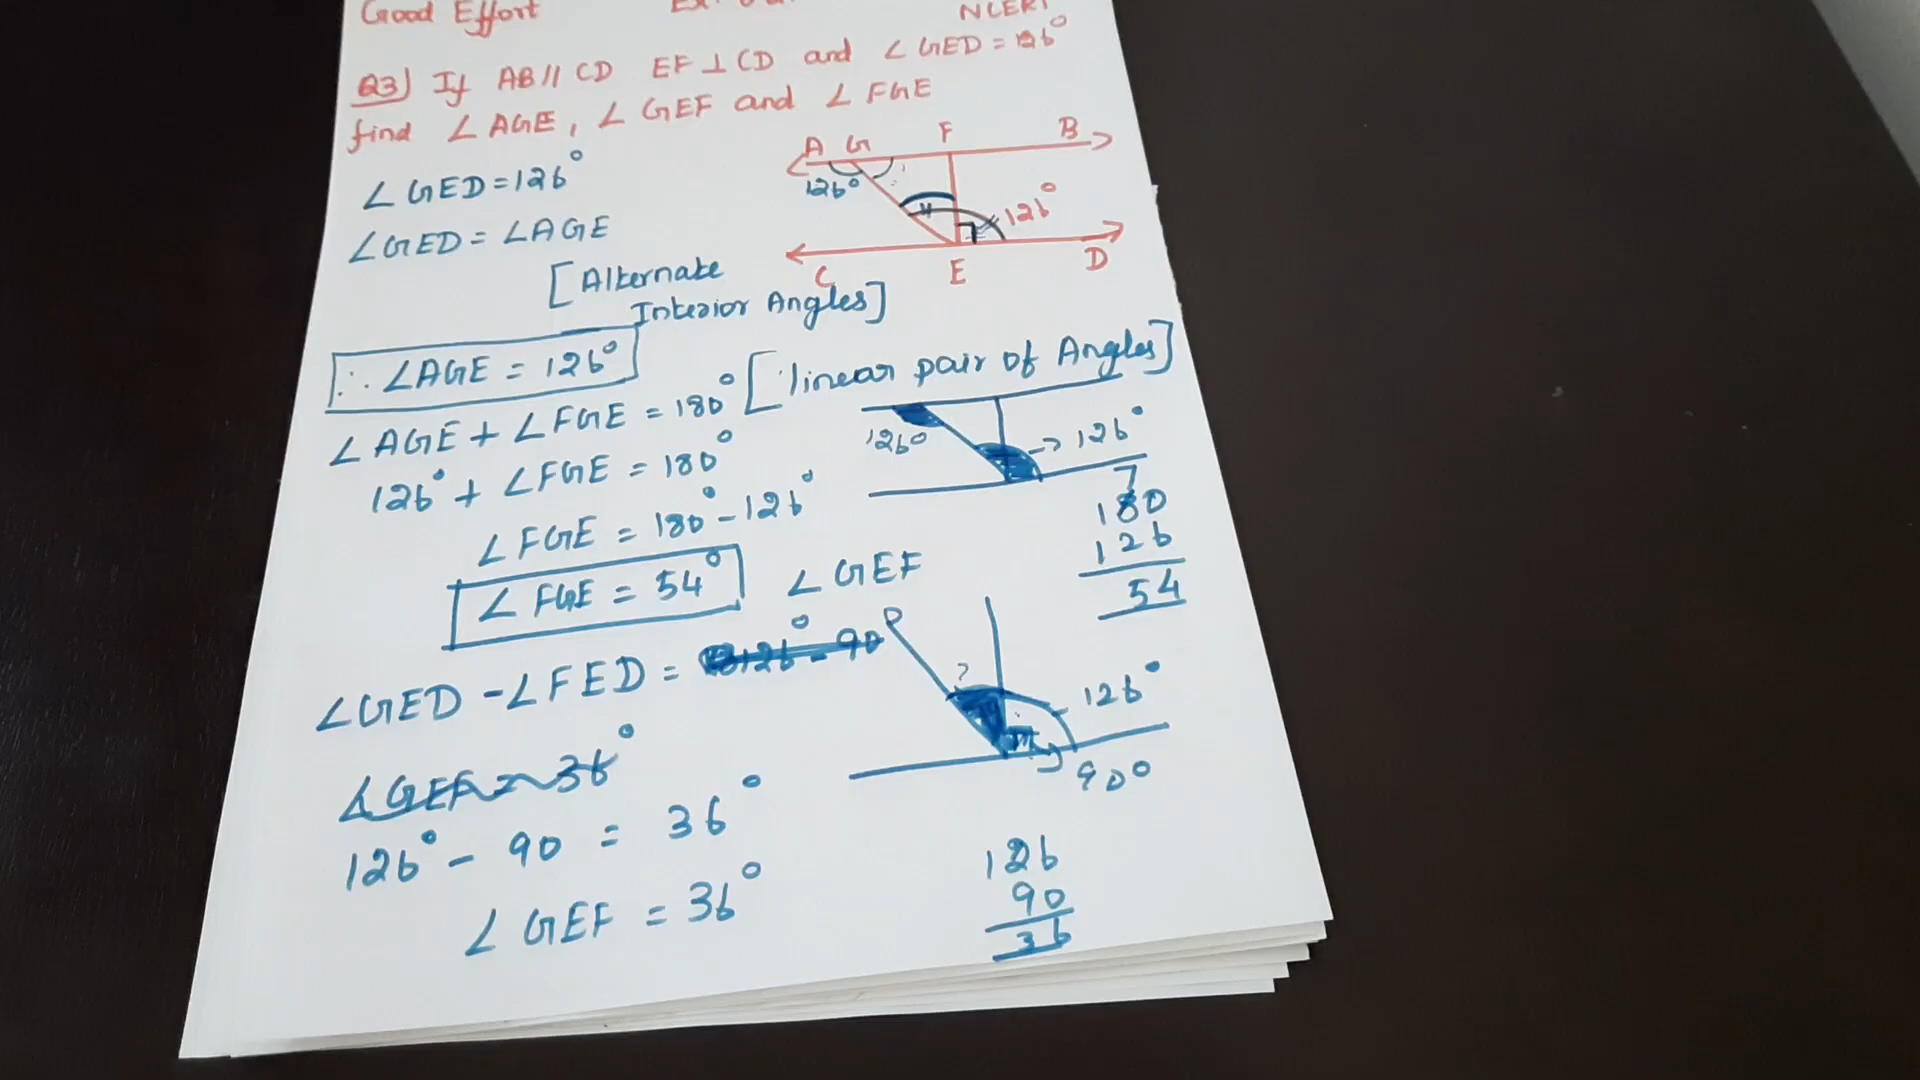 Good Effort
NCERT
Q3) If AB // CD EF ⊥ CD and ∠GED = 126°
find ∠AGE, ∠GEF and ∠FGE
A G F B
126°
126°
C E D
∠GED = 126°
∠GED = ∠AGE
[Alternate
Interior Angles]
∴ ∠AGE = 126°
∠AGE + ∠FGE = 180° [linear pair of Angles]
126° + ∠FGE = 180°
∠FGE = 180° - 126°
∠FGE = 54°
126°
126°
7
180
126
54
∠GEF
∠GED - ∠FED = 126° - 90
∠GEF = 36°
126° - 90 = 36°
∠GEF = 36°
?
126°
90°
126
90
36